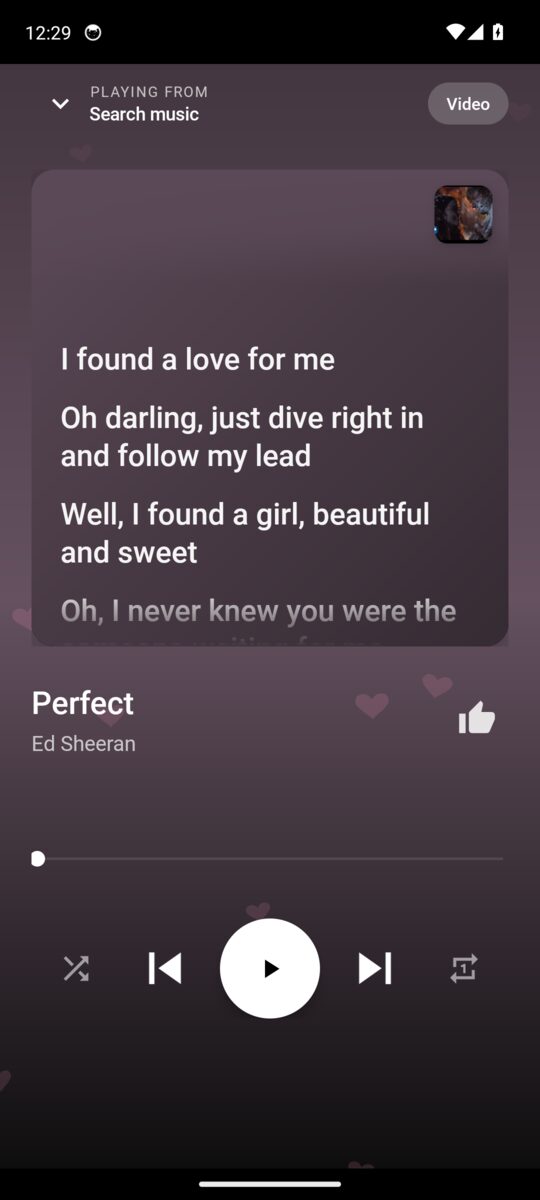 12:29
PLAYING FROM
Search music
Video
I found a love for me
Oh darling, just dive right in
and follow my lead
Well, I found a girl, beautiful
and sweet
Oh, I never knew you were the
Perfect
Ed Sheeran
1